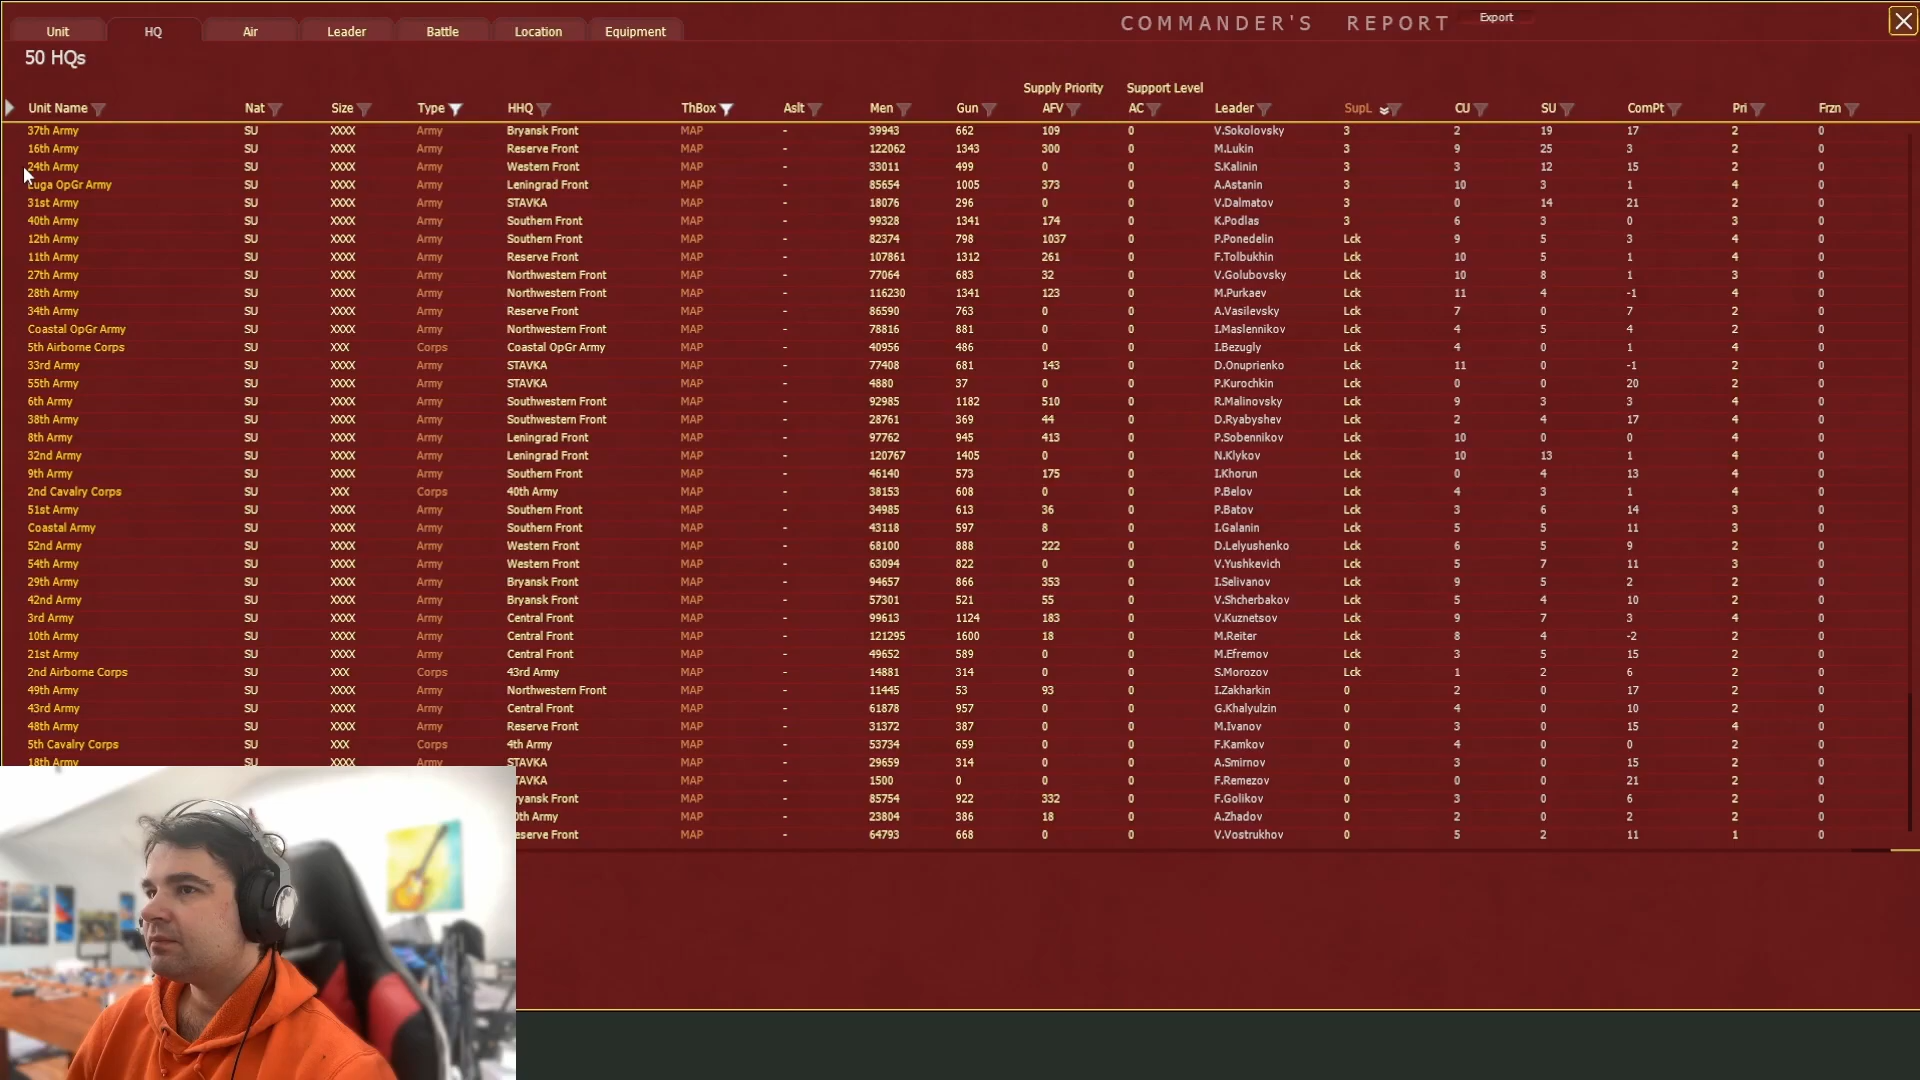 COMMANDER'S REPORT Export
Unit HQ Air Leader Battle Location Equipment
50 HQs
Supply Priority Support Level
Unit Name Nat Size Type HHQ ThBox Aslt Men Gun AFV AC Leader SupL CU SU ComPt Pri Frzn
37th Army SU XXXX Army Bryansk Front MAP - 39943 662 109 0 V.Sokolovsky 3 2 19 17 2 0
16th Army SU XXXX Army Reserve Front MAP - 122062 1343 300 0 M.Lukin 3 9 25 3 2 0
24th Army SU XXXX Army Western Front MAP - 33011 499 0 0 S.Kalinin 3 3 12 15 2 0
Luga OpGr Army SU XXXX Army Leningrad Front MAP - 85654 1005 373 0 A.Astanin 3 10 3 1 4 0
31st Army SU XXXX Army STAVKA MAP - 18076 296 0 0 V.Dalmatov 3 0 14 21 2 0
40th Army SU XXXX Army Southern Front MAP - 99328 1341 174 0 K.Podlas 3 6 3 0 3 0
12th Army SU XXXX Army Southern Front MAP - 82374 798 1037 0 P.Ponedelin Lck 9 5 3 4 0
11th Army SU XXXX Army Reserve Front MAP - 107861 1312 261 0 F.Tolbukhin Lck 10 5 1 4 0
27th Army SU XXXX Army Northwestern Front MAP - 77064 683 32 0 V.Golubovsky Lck 10 8 1 3 0
28th Army SU XXXX Army Northwestern Front MAP - 116230 1341 123 0 M.Purkaev Lck 11 4 -1 4 0
34th Army SU XXXX Army Reserve Front MAP - 86590 763 0 0 A.Vasilevsky Lck 7 0 7 2 0
Coastal OpGr Army SU XXXX Army Northwestern Front MAP - 78816 881 0 0 I.Maslennikov Lck 4 5 4 2 0
5th Airborne Corps SU XXX Corps Coastal OpGr Army MAP - 40956 486 0 0 I.Bezugly Lck 4 0 1 4 0
33rd Army SU XXXX Army STAVKA MAP - 77408 681 143 0 D.Onuprienko Lck 11 0 -1 2 0
55th Army SU XXXX Army STAVKA MAP - 4880 37 0 0 P.Kurochkin Lck 0 0 20 2 0
6th Army SU XXXX Army Southwestern Front MAP - 92985 1182 510 0 R.Malinovsky Lck 9 3 3 4 0
38th Army SU XXXX Army Southwestern Front MAP - 28761 369 44 0 D.Ryabyshev Lck 2 4 17 4 0
8th Army SU XXXX Army Leningrad Front MAP - 97762 945 413 0 P.Sobennikov Lck 10 0 0 4 0
32nd Army SU XXXX Army Leningrad Front MAP - 120767 1405 0 0 N.Klykov Lck 10 13 1 4 0
9th Army SU XXXX Army Southern Front MAP - 46140 573 175 0 I.Khorun Lck 0 4 13 4 0
2nd Cavalry Corps SU XXX Corps 40th Army MAP - 38153 608 0 0 P.Belov Lck 4 3 1 4 0
51st Army SU XXXX Army Southern Front MAP - 34985 613 36 0 P.Batov Lck 3 6 14 3 0
Coastal Army SU XXXX Army Southern Front MAP - 43118 597 8 0 I.Galanin Lck 5 5 11 3 0
52nd Army SU XXXX Army Western Front MAP - 68100 888 222 0 D.Lelyushenko Lck 6 5 9 2 0
54th Army SU XXXX Army Western Front MAP - 63094 822 0 0 V.Yushkevich Lck 5 7 11 3 0
29th Army SU XXXX Army Bryansk Front MAP - 94657 866 353 0 I.Selivanov Lck 9 5 2 2 0
42nd Army SU XXXX Army Bryansk Front MAP - 57301 521 55 0 V.Shcherbakov Lck 5 4 10 2 0
3rd Army SU XXXX Army Central Front MAP - 99613 1124 183 0 V.Kuznetsov Lck 9 7 3 4 0
10th Army SU XXXX Army Central Front MAP - 121295 1600 18 0 M.Reiter Lck 8 4 -2 2 0
21st Army SU XXXX Army Central Front MAP - 49652 589 0 0 M.Efremov Lck 3 5 15 2 0
2nd Airborne Corps SU XXX Corps 43rd Army MAP - 14881 314 0 0 S.Morozov Lck 1 2 6 2 0
49th Army SU XXXX Army Northwestern Front MAP - 11445 53 93 0 I.Zakharkin 0 2 0 17 2 0
43rd Army SU XXXX Army Central Front MAP - 61878 957 0 0 G.Khalyulzin 0 4 0 10 2 0
48th Army SU XXXX Army Reserve Front MAP - 31372 387 0 0 M.Ivanov 0 3 0 15 4 0
5th Cavalry Corps SU XXX Corps 4th Army MAP - 53734 659 0 0 F.Kamkov 0 4 0 0 2 0
18th Army SU XXXX Army STAVKA MAP - 29659 314 0 0 A.Smirnov 0 3 0 15 2 0
TAVKA MAP - 1500 0 0 0 F.Remezov 0 0 0 21 2 0
ryansk Front MAP - 85754 922 332 0 F.Golikov 0 3 0 6 2 0
0th Army MAP - 23804 386 18 0 A.Zhadov 0 2 0 2 2 0
eserve Front MAP - 64793 668 0 0 V.Vostrukhov 0 5 2 11 1 0